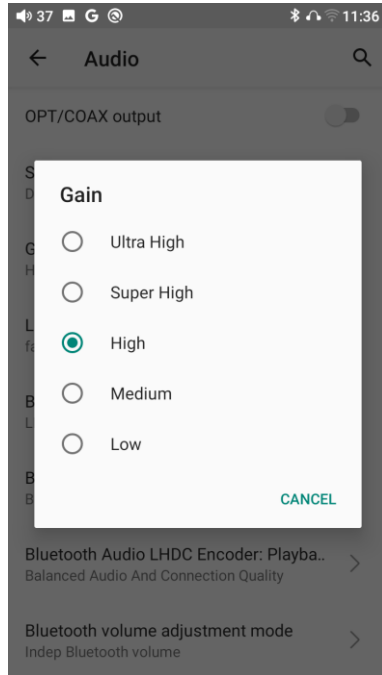 37 G 11:36
Audio
OPT/COAX output
S
D
Gain
Ultra High
G
H
Super High
L
High
fa
B
Medium
L
Low
B
B
CANCEL
Bluetooth Audio LHDC Encoder: Playba..
Balanced Audio And Connection Quality
Bluetooth volume adjustment mode
Indep Bluetooth volume